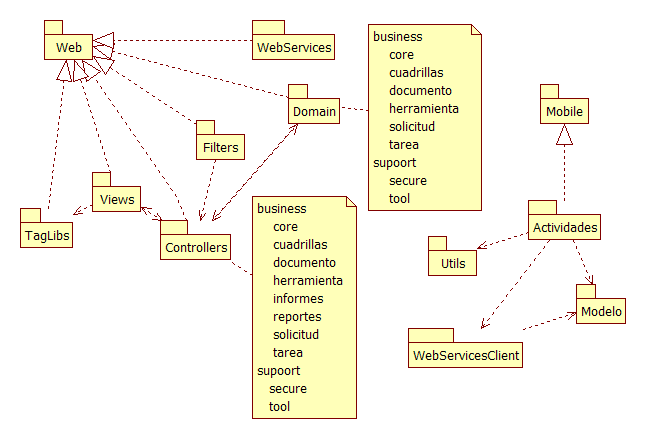 Web
WebServices
Domain
business
core
cuadrillas
documento
herramienta
solicitud
tarea
supoort
secure
tool
Mobile
Filters
Views
TagLibs
Controllers
business
core
cuadrillas
documento
herramienta
informes
reportes
solicitud
tarea
supoort
secure
tool
Actividades
Utils
Modelo
WebServicesClient